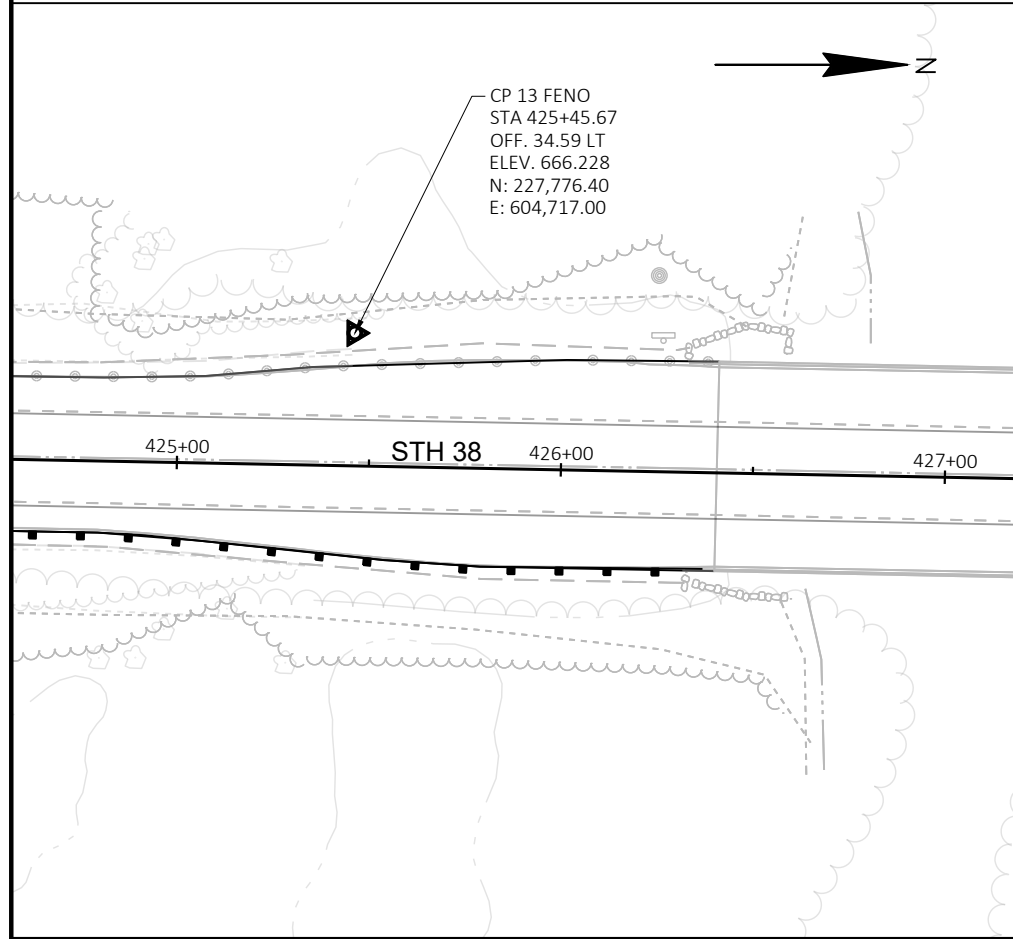 N
CP 13 FENO
STA 425+45.67
OFF. 34.59 LT
ELEV. 666.228
N: 227,776.40
E: 604,717.00
425+00
STH 38
426+00
427+00